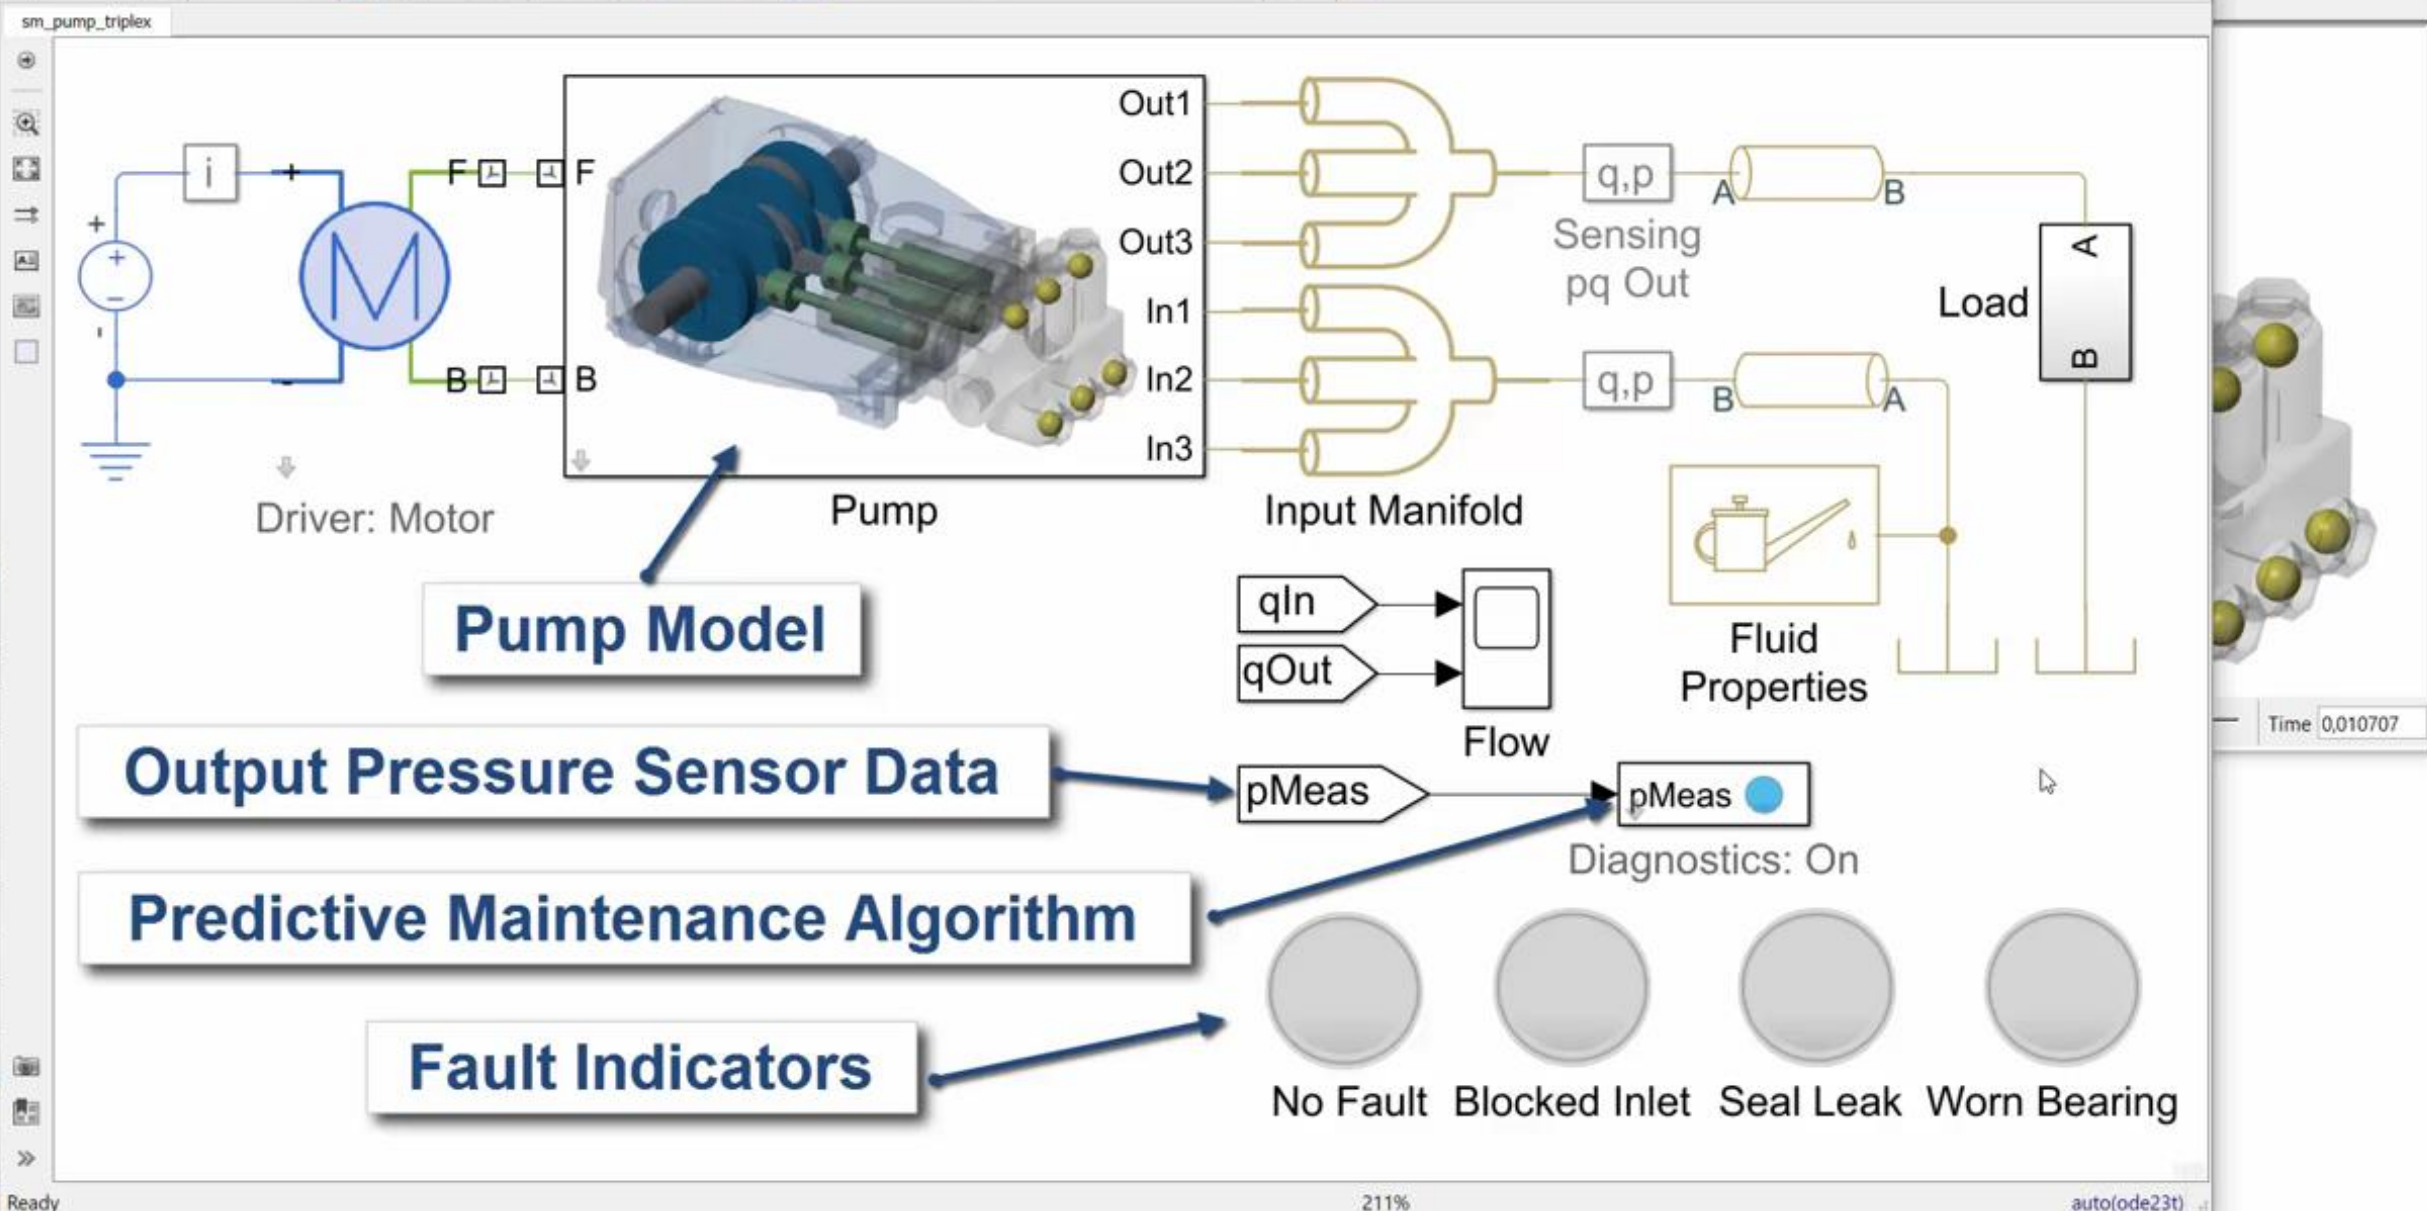 sm_pump_triplex
i
+
+
+
-
M
F
F
B
B
Driver: Motor
Out1
Out2
Out3
In1
In2
In3
Pump
Input Manifold
q,p
Sensing
pq Out
A
B
q,p
B
A
Load
A
B
Fluid
Properties
qIn
qOut
Flow
pMeas
pMeas
Diagnostics: On
Pump Model
Output Pressure Sensor Data
Predictive Maintenance Algorithm
Fault Indicators
No Fault
Blocked Inlet
Seal Leak
Worn Bearing
Time 0,010707
Ready
211%
auto(ode23t)